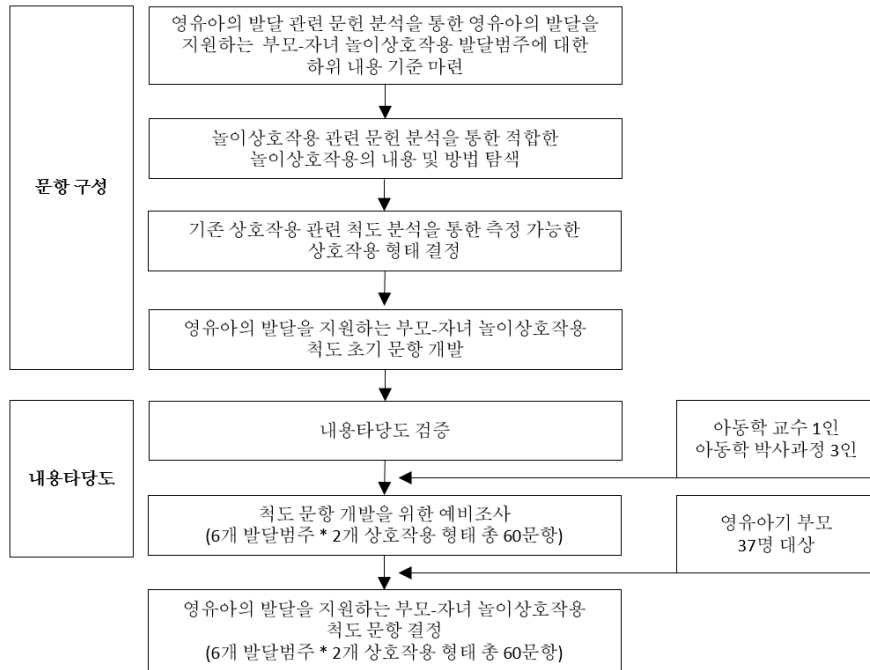 영유아의 발달 관련 문헌 분석을 통한 영유아의 발달을
지원하는 부모-자녀 놀이상호작용 발달범주에 대한
하위 내용 기준 마련
놀이상호작용 관련 문헌 분석을 통한 적합한
놀이상호작용의 내용 및 방법 탐색
문항 구성
기존 상호작용 관련 척도 분석을 통한 측정 가능한
상호작용 형태 결정
영유아의 발달을 지원하는 부모-자녀 놀이상호작용
척도 초기 문항 개발
내용타당도 검증
아동학 교수 1인
아동학 박사과정 3인
내용타당도
척도 문항 개발을 위한 예비조사
(6개 발달범주 * 2개 상호작용 형태 총 60문항)
영유아기 부모
37명 대상
영유아의 발달을 지원하는 부모-자녀 놀이상호작용
척도 문항 결정
(6개 발달범주 * 2개 상호작용 형태 총 60문항)